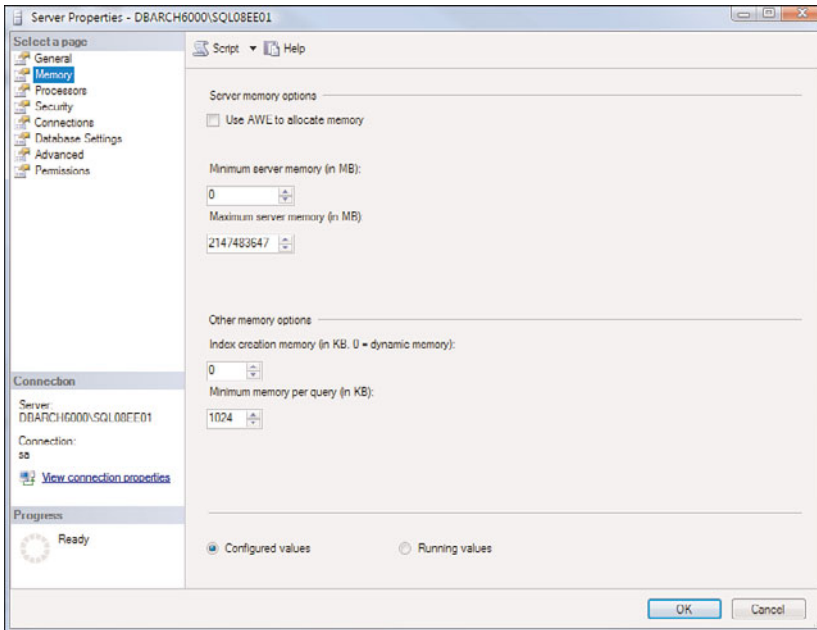 Server Properties - DBARCH6000\SQL08EE01
Select a page
General
Memory
Processors
Security
Connections
Database Settings
Advanced
Permissions
Script
Help
Server memory options
Use AWE to allocate memory
Minimum server memory (in MB):
0
Maximum server memory (in MB)
2147483647
Other memory options
Index creation memory (in KB. 0 = dynamic memory):
0
Minimum memory per query (in KB):
1024
Connection
Server:
DBARCH6000\SQL08EE01
Connection:
sa
View connection properties
Progress
Ready
Configured values
Running values
OK
Cancel